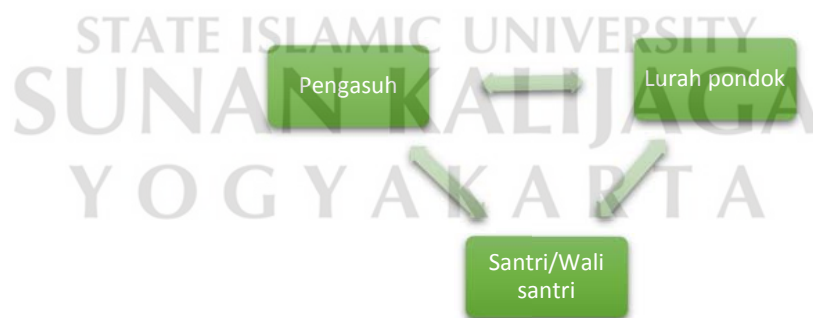 STATE ISLAMIC UNIVERSITY
SUNAN KALIJAGA
YOGYAKARTA
Pengasuh
Lurah pondok
Santri/Wali
santri